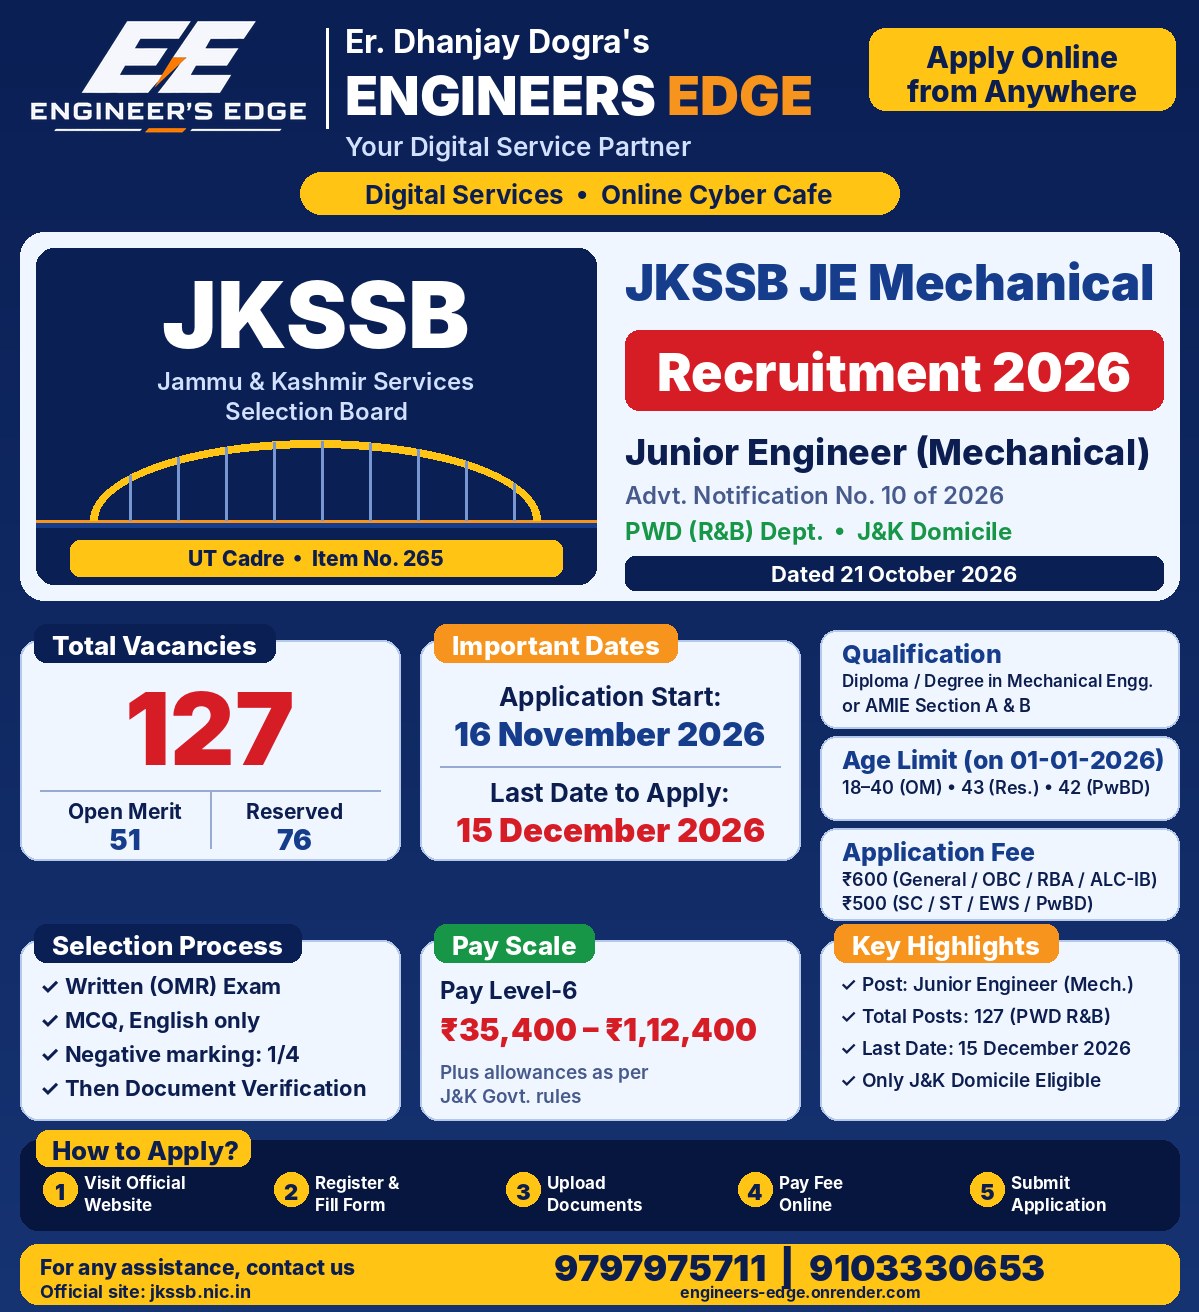 EE
ENGINEER'S EDGE
Er. Dhanjay Dogra's
ENGINEERS EDGE
Your Digital Service Partner
Apply Online
from Anywhere
Digital Services • Online Cyber Cafe
JKSSB
Jammu & Kashmir Services
Selection Board
UT Cadre • Item No. 265
JKSSB JE Mechanical
Recruitment 2026
Junior Engineer (Mechanical)
Advt. Notification No. 10 of 2026
PWD (R&B) Dept. • J&K Domicile
Dated 21 October 2026
Total Vacancies
127
Open Merit
51
Reserved
76
Important Dates
Application Start:
16 November 2026
Last Date to Apply:
15 December 2026
Qualification
Diploma / Degree in Mechanical Engg.
or AMIE Section A & B
Age Limit (on 01-01-2026)
18–40 (OM) • 43 (Res.) • 42 (PwBD)
Application Fee
₹600 (General / OBC / RBA / ALC-IB)
₹500 (SC / ST / EWS / PwBD)
Selection Process
✓ Written (OMR) Exam
✓ MCQ, English only
✓ Negative marking: 1/4
✓ Then Document Verification
Pay Scale
Pay Level-6
₹35,400 – ₹1,12,400
Plus allowances as per
J&K Govt. rules
Key Highlights
✓ Post: Junior Engineer (Mech.)
✓ Total Posts: 127 (PWD R&B)
✓ Last Date: 15 December 2026
✓ Only J&K Domicile Eligible
How to Apply?
1 Visit Official
Website
2 Register &
Fill Form
3 Upload
Documents
4 Pay Fee
Online
5 Submit
Application
For any assistance, contact us
Official site: jkssb.nic.in
9797975711 | 9103330653
engineers-edge.onrender.com